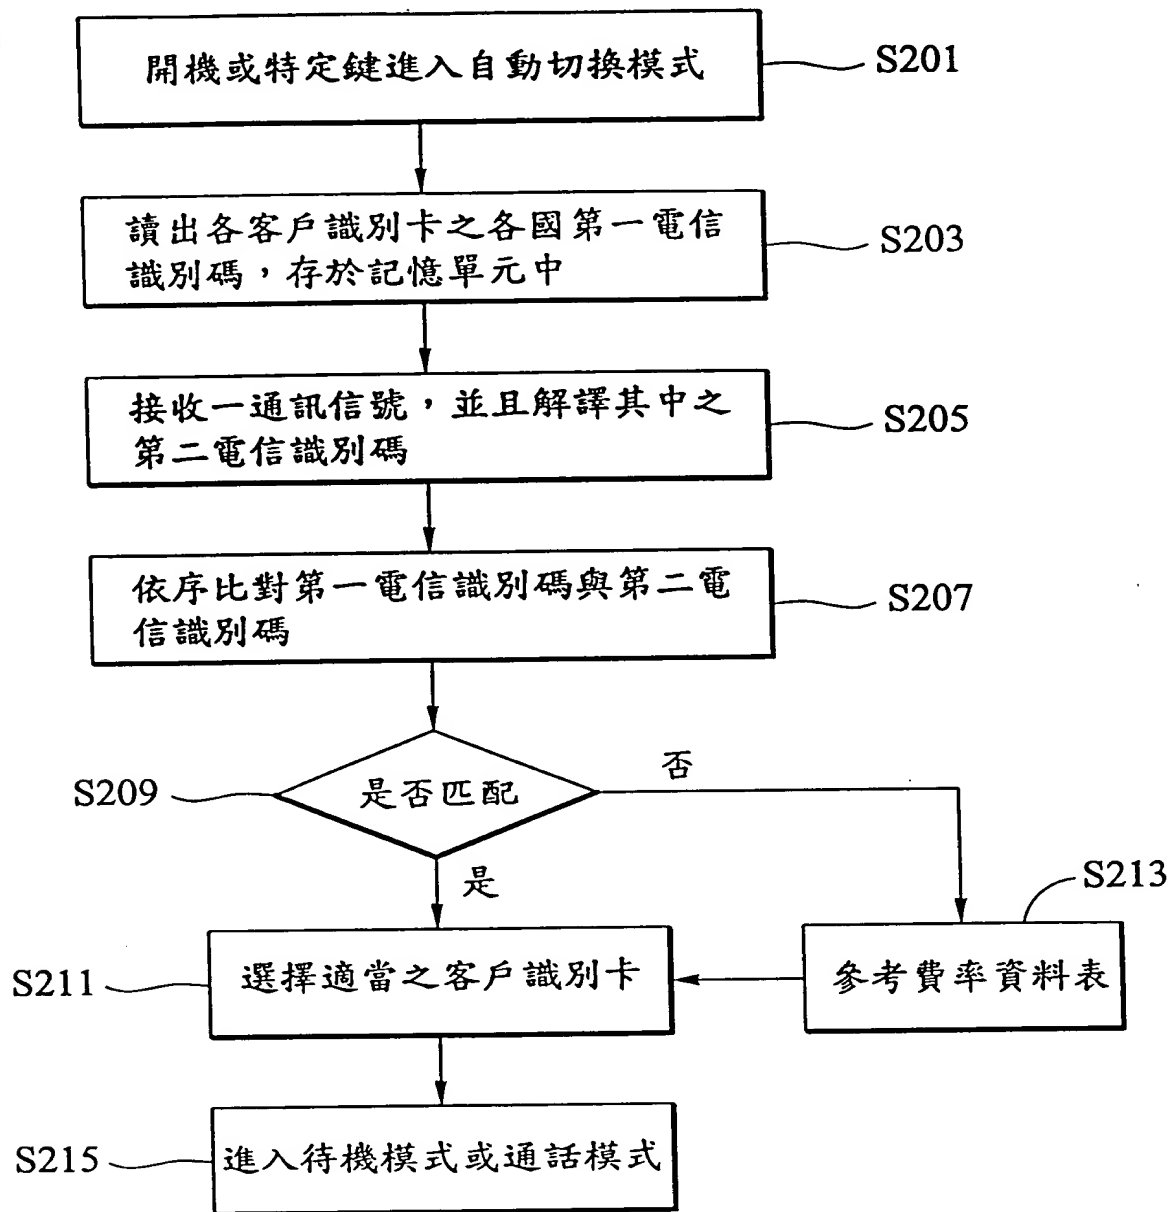 開機或特定鍵進入自動切換模式
S201
讀出各客戶識別卡之各國第一電信
識別碼，存於記憶單元中
S203
接收一通訊信號，並且解譯其中之
第二電信識別碼
S205
依序比對第一電信識別碼與第二電
信識別碼
S207
S209
是否匹配
否
是
S213
S211
選擇適當之客戶識別卡
參考費率資料表
S215
進入待機模式或通話模式